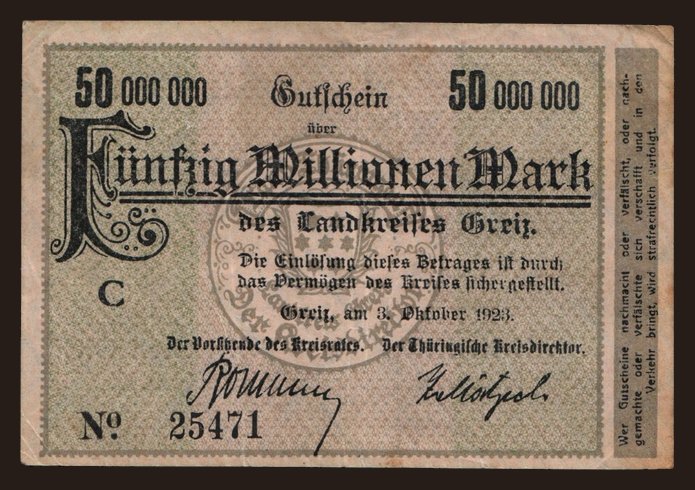 50 000 000 Gutschein 50 000 000
über
Fünfzig Millionen Mark
des Landkreises Greiz.
Die Einlösung dieses Betrages ist durch
das Vermögen des Kreises sichergestellt.
C
Greiz, am 3. Oktober 1923.
Der Vorsitzende des Kreisrates. Der Thüringische Kreisdirektor.
No 25471
Wer Gutscheine nachmacht oder verfälscht, oder nach-
gemachte oder verfälschte sich verschafft und in den
Verkehr bringt, wird strafrechtlich verfolgt.